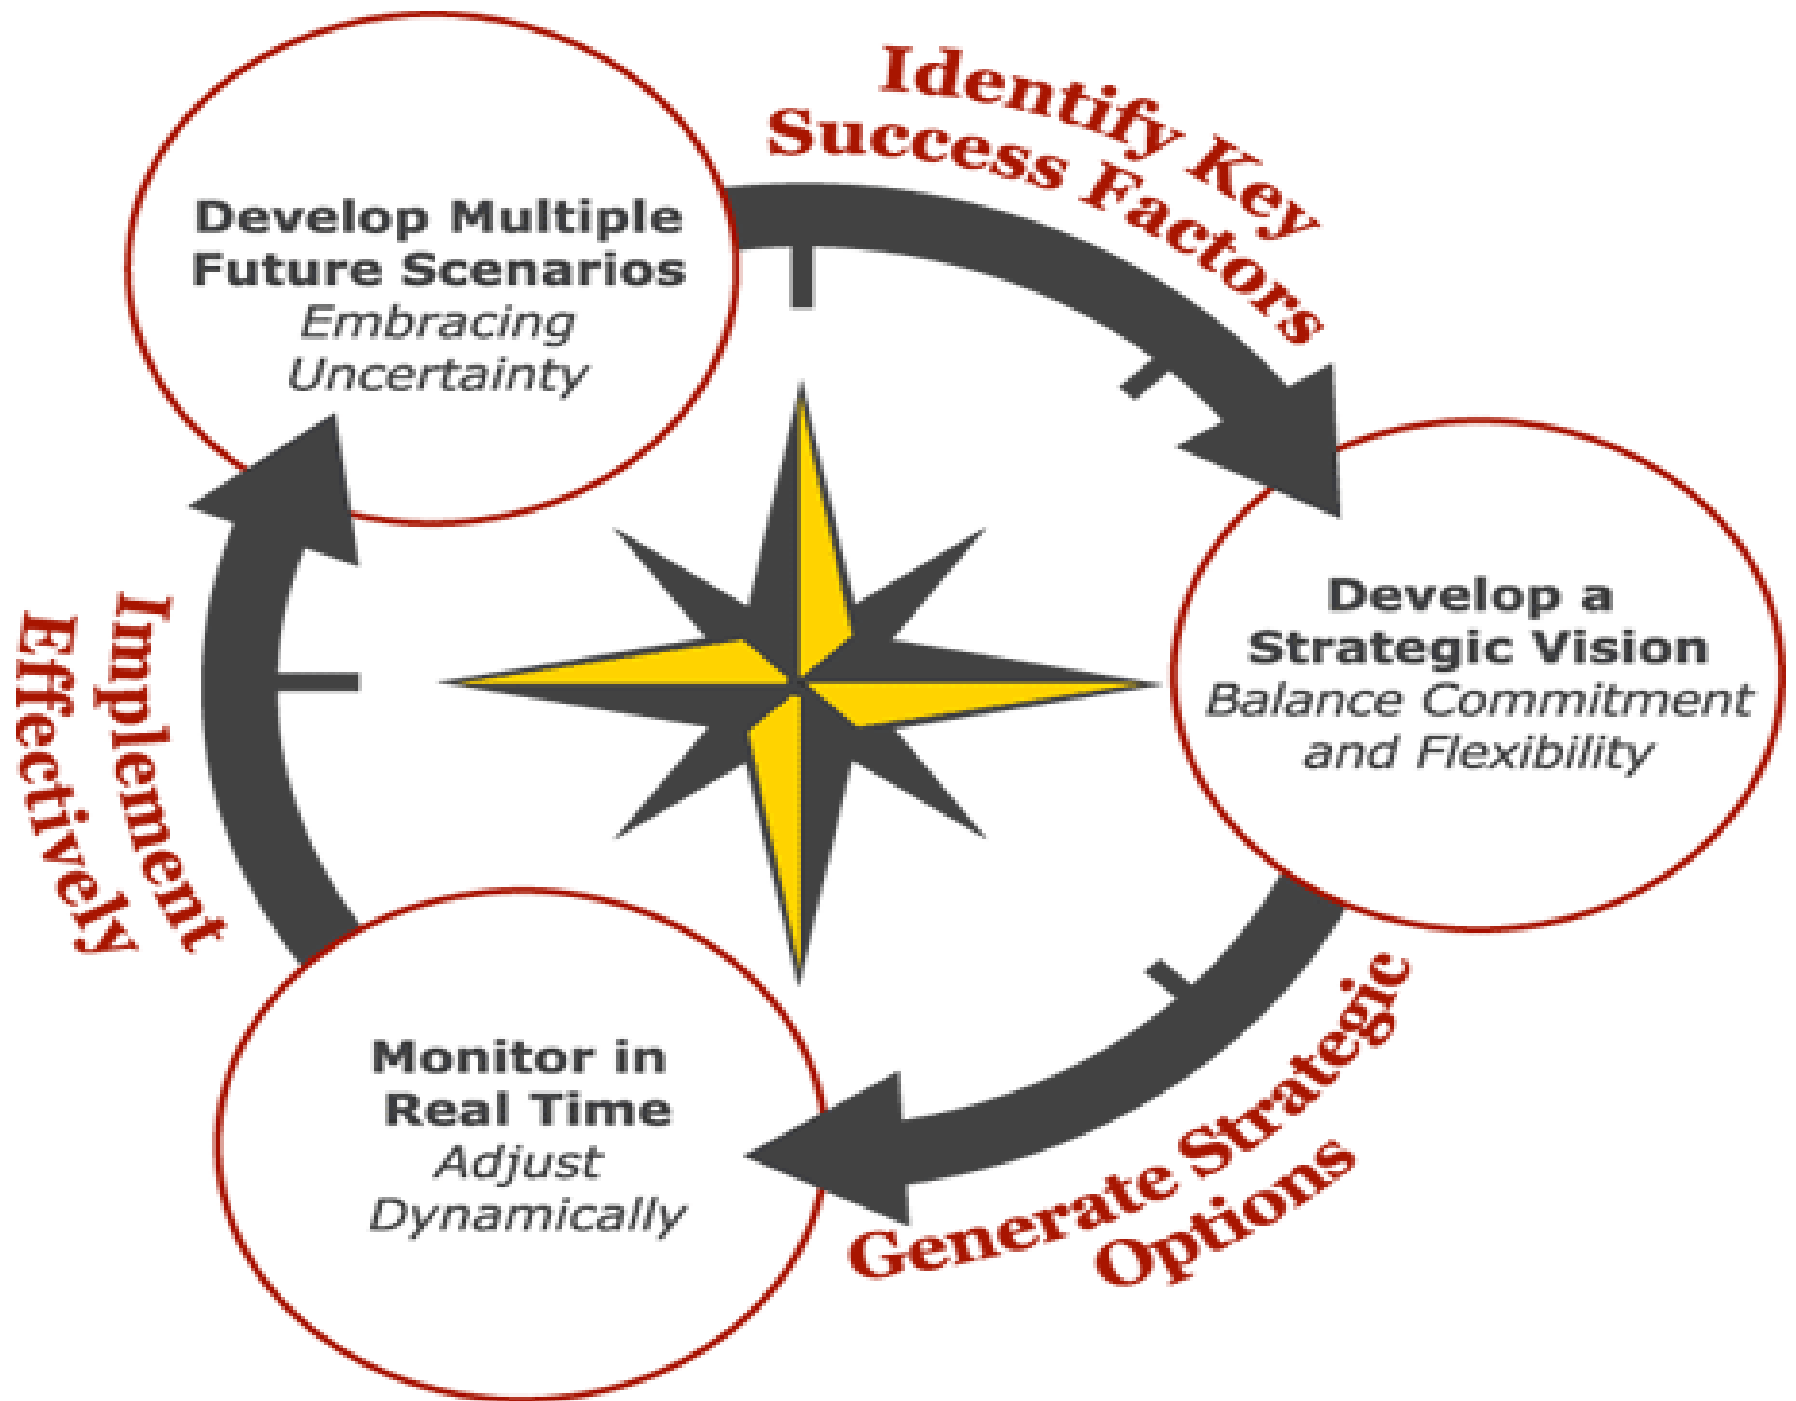 Develop Multiple
Future Scenarios
Embracing
Uncertainty
Identify Key
Success Factors
Develop a
Strategic Vision
Balance Commitment
and Flexibility
Generate Strategic
Options
Monitor in
Real Time
Adjust
Dynamically
Implement
Effectively